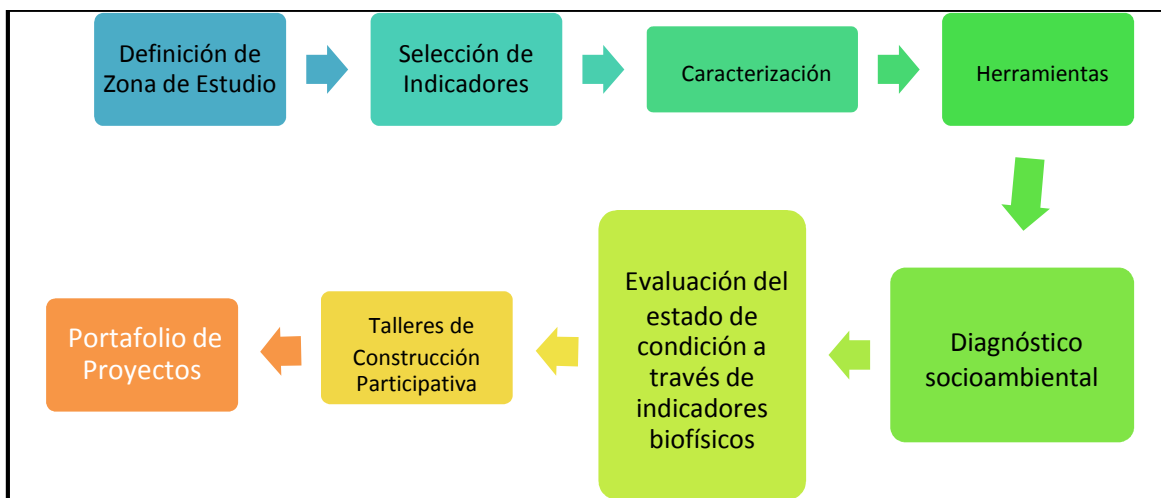 Definición de
Zona de Estudio
Selección de
Indicadores
Caracterización
Herramientas
Diagnóstico
socioambiental
Evaluación del
estado de
condición a
través de
indicadores
biofísicos
Talleres de
Construcción
Participativa
Portafolio de
Proyectos